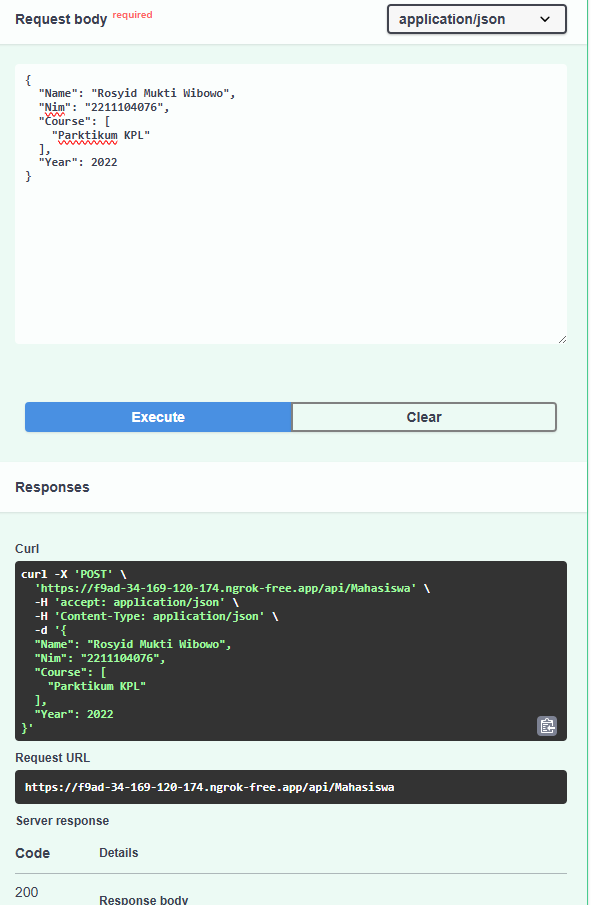 Request body required
application/json
{
  "Name": "Rosyid Mukti Wibowo",
  "Nim": "2211104076",
  "Course": [
    "Parktikum KPL"
  ],
  "Year": 2022
}
Execute
Clear
Responses
Curl
curl -X 'POST' \
  'https://f9ad-34-169-120-174.ngrok-free.app/api/Mahasiswa' \
  -H 'accept: application/json' \
  -H 'Content-Type: application/json' \
  -d '{
  "Name": "Rosyid Mukti Wibowo",
  "Nim": "2211104076",
  "Course": [
    "Parktikum KPL"
  ],
  "Year": 2022
}'
Request URL
https://f9ad-34-169-120-174.ngrok-free.app/api/Mahasiswa
Server response
Code Details
200
Response body